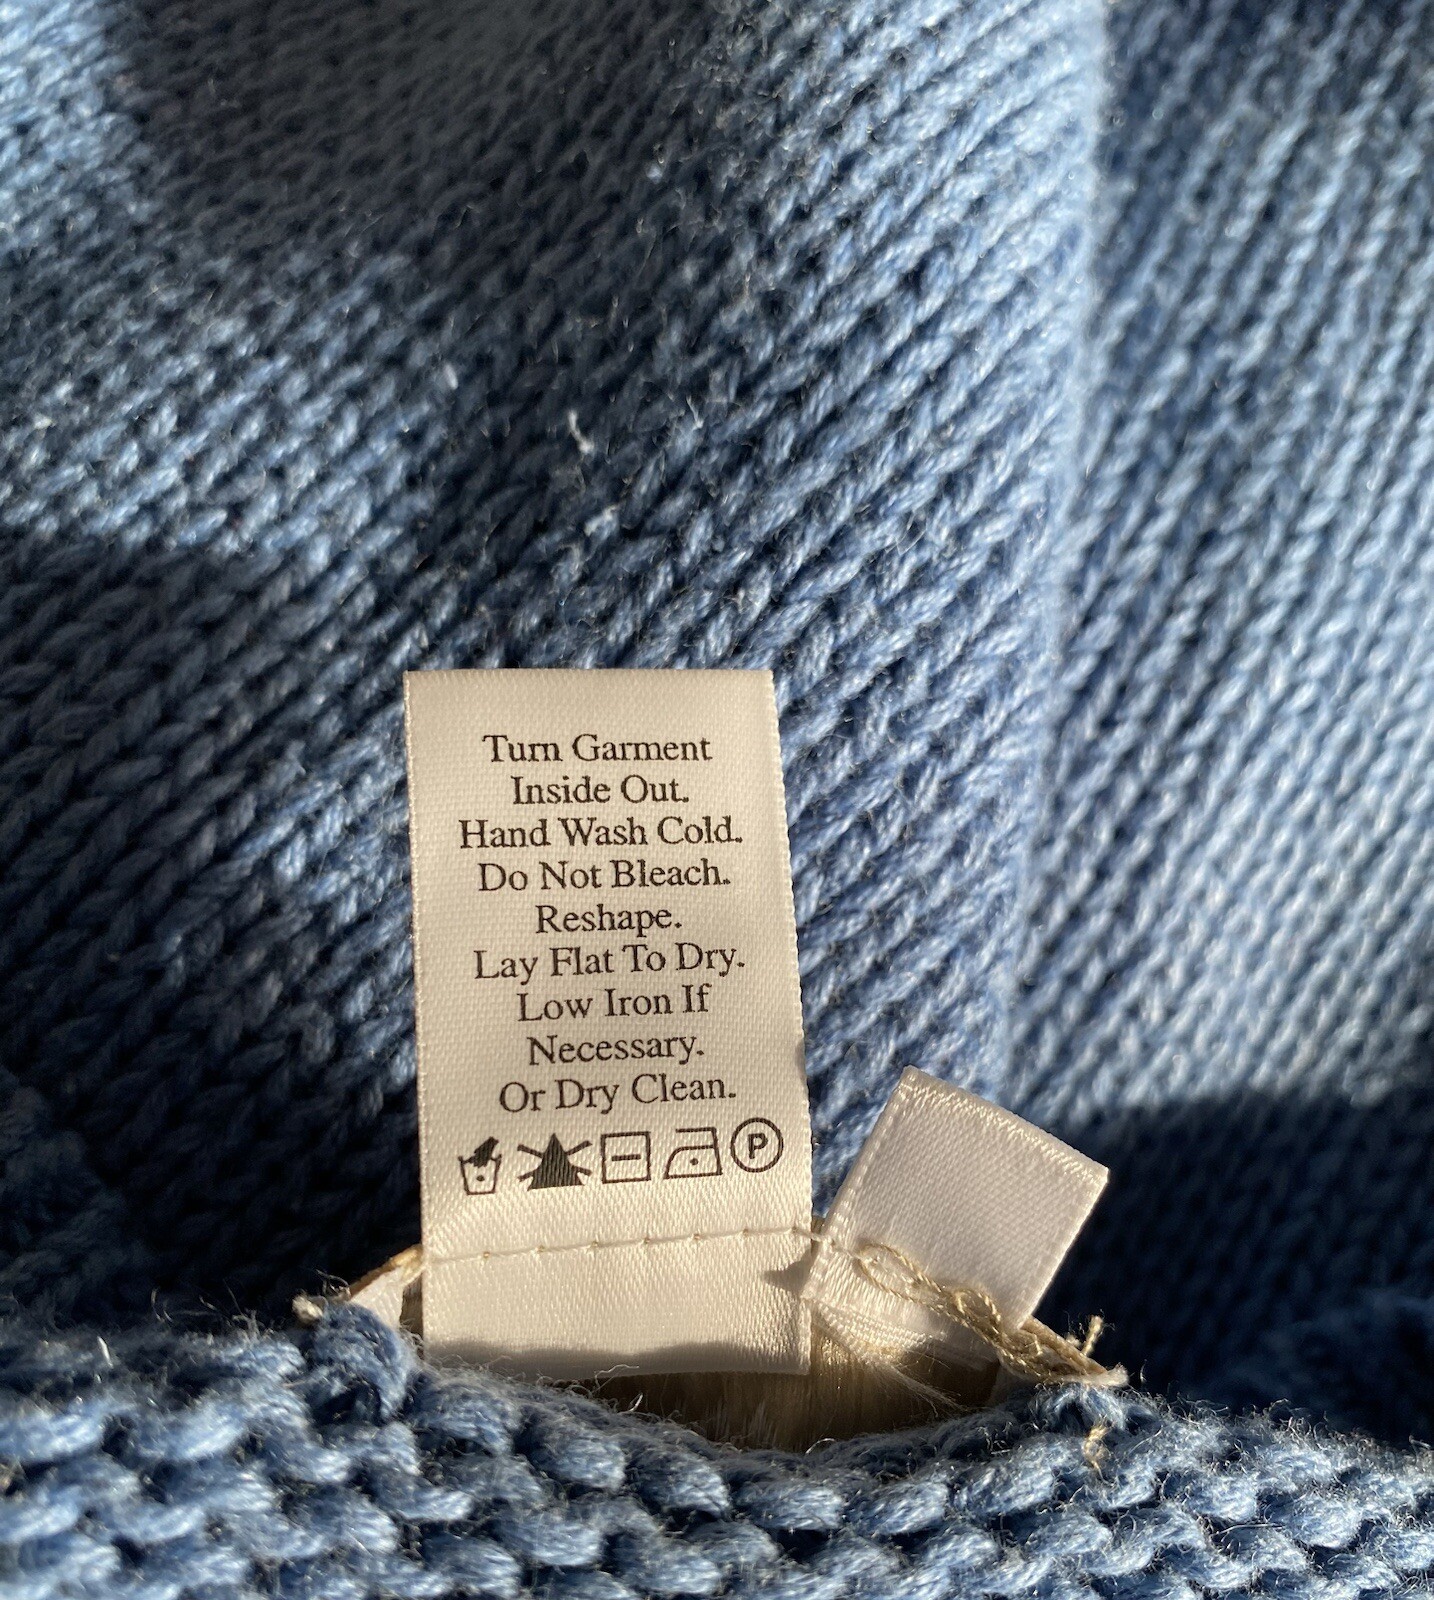 Turn Garment
Inside Out.
Hand Wash Cold.
Do Not Bleach.
Reshape.
Lay Flat To Dry.
Low Iron If
Necessary.
Or Dry Clean.
P